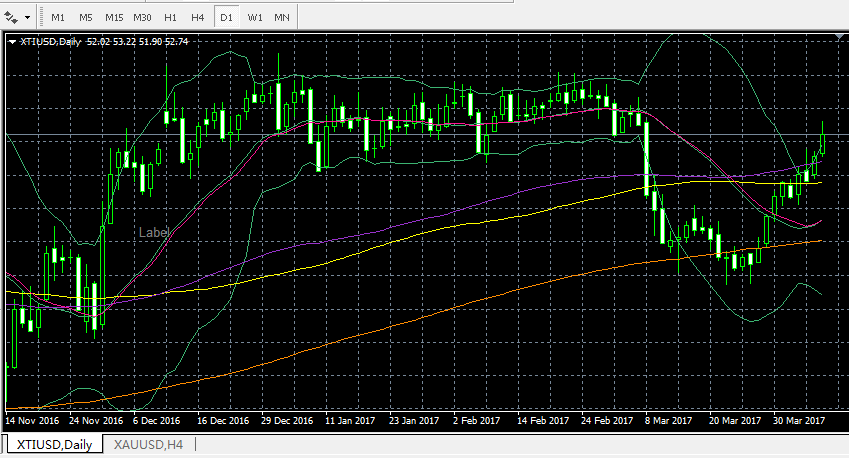 M1 M5 M15 M30 H1 H4 D1 W1 MN
XTIUSD,Daily 52.02 53.22 51.90 52.74
Label
14 Nov 2016 24 Nov 2016 6 Dec 2016 16 Dec 2016 29 Dec 2016 11 Jan 2017 23 Jan 2017 2 Feb 2017 14 Feb 2017 24 Feb 2017 8 Mar 2017 20 Mar 2017 30 Mar 2017
XTIUSD,Daily XAUUSD,H4